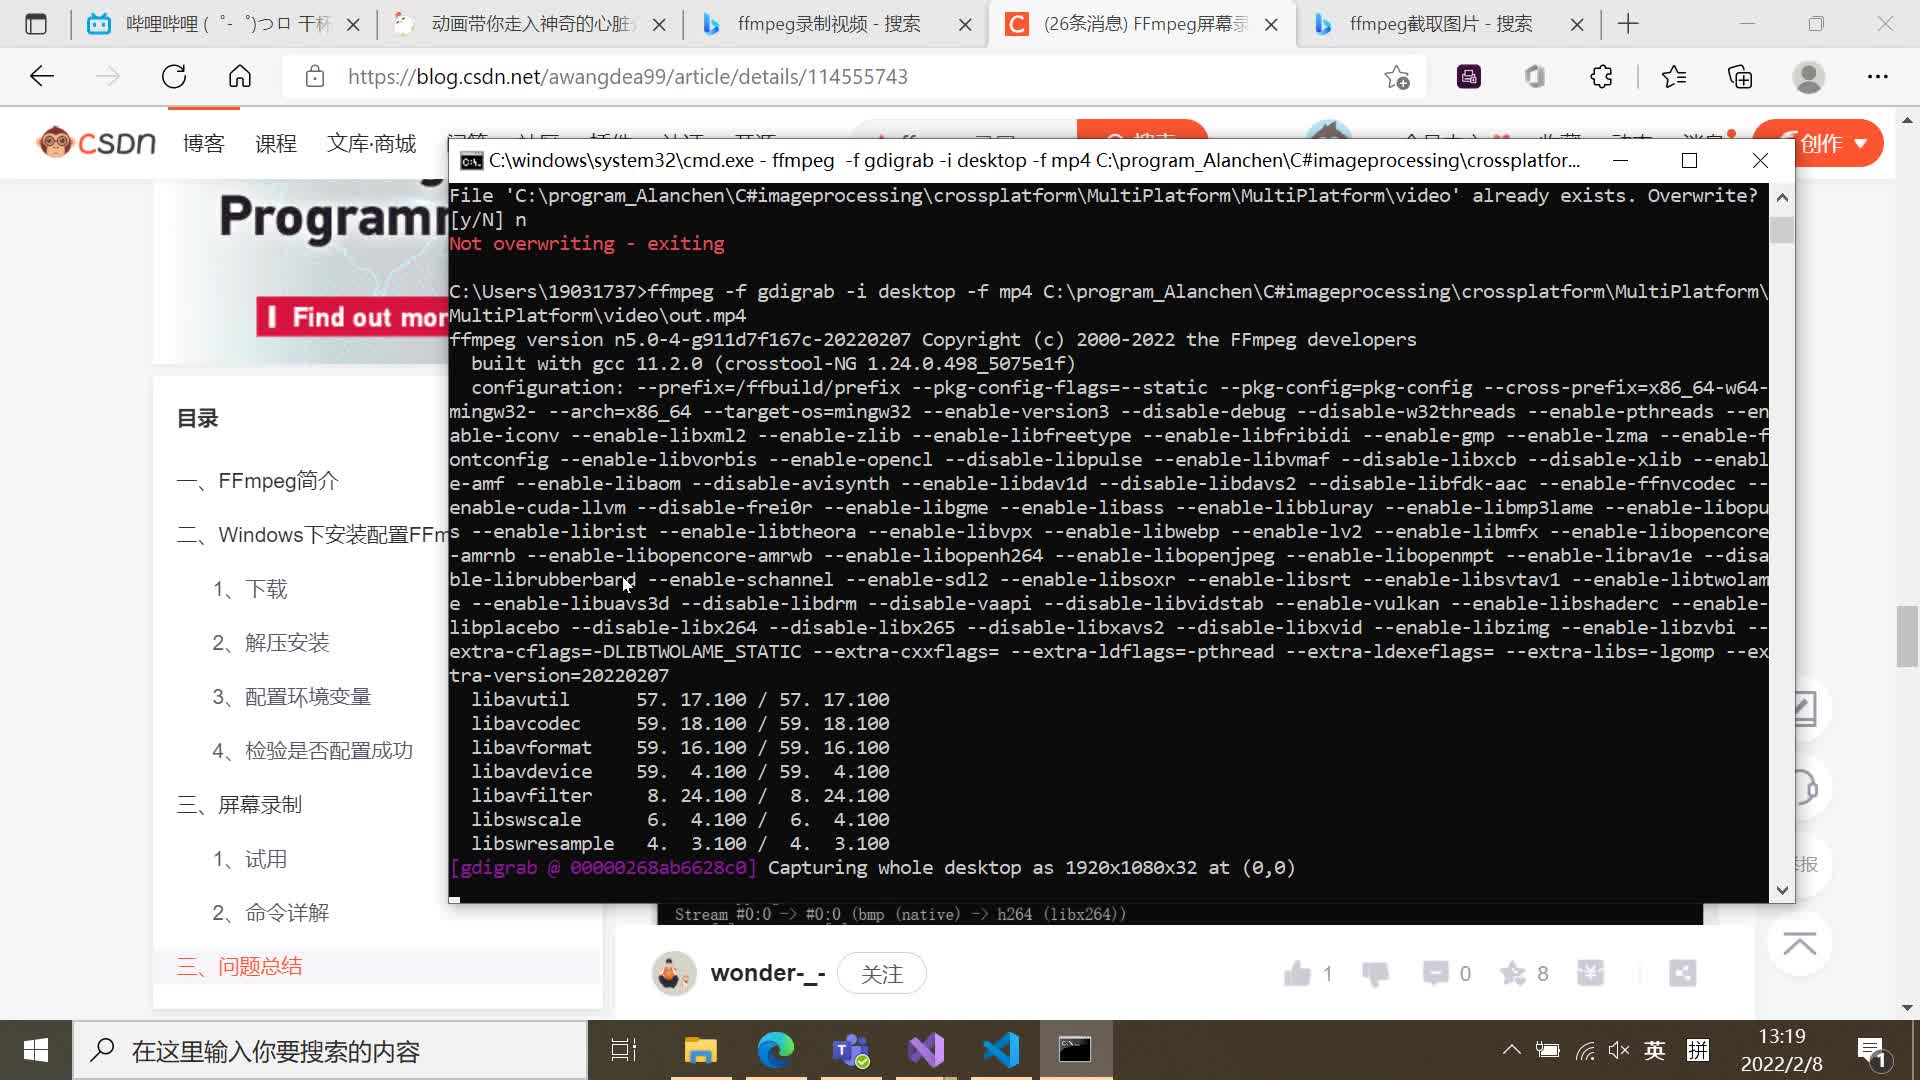 哔哩哔哩 (゜-゜)つロ 干杯
动画带你走入神奇的心脏
ffmpeg录制视频 - 搜索
(26条消息) FFmpeg屏幕录
ffmpeg截取图片 - 搜索
https://blog.csdn.net/awangdea99/article/details/114555743
CSDN
博客
课程
文库·商城
创作
Programm
Find out mor
目录
一、FFmpeg简介
二、Windows下安装配置FFm
1、下载
2、解压安装
3、配置环境变量
4、检验是否配置成功
三、屏幕录制
1、试用
2、命令详解
三、问题总结
C:\windows\system32\cmd.exe - ffmpeg  -f gdigrab -i desktop -f mp4 C:\program_Alanchen\C#imageprocessing\crossplatfor...
File 'C:\program_Alanchen\C#imageprocessing\crossplatform\MultiPlatform\MultiPlatform\video' already exists. Overwrite?
[y/N] n
Not overwriting - exiting
C:\Users\19031737>ffmpeg -f gdigrab -i desktop -f mp4 C:\program_Alanchen\C#imageprocessing\crossplatform\MultiPlatform\
MultiPlatform\video\out.mp4
ffmpeg version n5.0-4-g911d7f167c-20220207 Copyright (c) 2000-2022 the FFmpeg developers
built with gcc 11.2.0 (crosstool-NG 1.24.0.498_5075e1f)
configuration: --prefix=/ffbuild/prefix --pkg-config-flags=--static --pkg-config=pkg-config --cross-prefix=x86_64-w64-
mingw32- --arch=x86_64 --target-os=mingw32 --enable-version3 --disable-debug --disable-w32threads --enable-pthreads --en
able-iconv --enable-libxml2 --enable-zlib --enable-libfreetype --enable-libfribidi --enable-gmp --enable-lzma --enable-f
ontconfig --enable-libvorbis --enable-opencl --disable-libpulse --enable-libvmaf --disable-libxcb --disable-xlib --enabl
e-amf --enable-libaom --disable-avisynth --enable-libdav1d --disable-libdavs2 --disable-libfdk-aac --enable-ffnvcodec --
enable-cuda-llvm --disable-frei0r --enable-libgme --enable-libass --enable-libbluray --enable-libmp3lame --enable-libopu
s --enable-librist --enable-libtheora --enable-libvpx --enable-libwebp --enable-lv2 --enable-libmfx --enable-libopencore
-amrnb --enable-libopencore-amrwb --enable-libopenh264 --enable-libopenjpeg --enable-libopenmpt --enable-librav1e --disa
ble-librubberband --enable-schannel --enable-sdl2 --enable-libsoxr --enable-libsrt --enable-libsvtav1 --enable-libtwolam
e --enable-libuavs3d --disable-libdrm --disable-vaapi --disable-libvidstab --enable-vulkan --enable-libshaderc --enable-
libplacebo --disable-libx264 --disable-libx265 --disable-libxavs2 --disable-libxvid --enable-libzimg --enable-libzvbi --
extra-cflags=-DLIBTWOLAME_STATIC --extra-cxxflags= --extra-ldflags=-pthread --extra-ldexeflags= --extra-libs=-lgomp --ex
tra-version=20220207
libavutil      57. 17.100 / 57. 17.100
libavcodec     59. 18.100 / 59. 18.100
libavformat    59. 16.100 / 59. 16.100
libavdevice    59.  4.100 / 59.  4.100
libavfilter     8. 24.100 /  8. 24.100
libswscale      6.  4.100 /  6.  4.100
libswresample   4.  3.100 /  4.  3.100
[gdigrab @ 00000268ab6628c0] Capturing whole desktop as 1920x1080x32 at (0,0)
Stream #0:0 -> #0:0 (bmp (native) -> h264 (libx264))
wonder-_-
关注
1
0
8
在这里输入你要搜索的内容
英
拼
13:19
2022/2/8
1